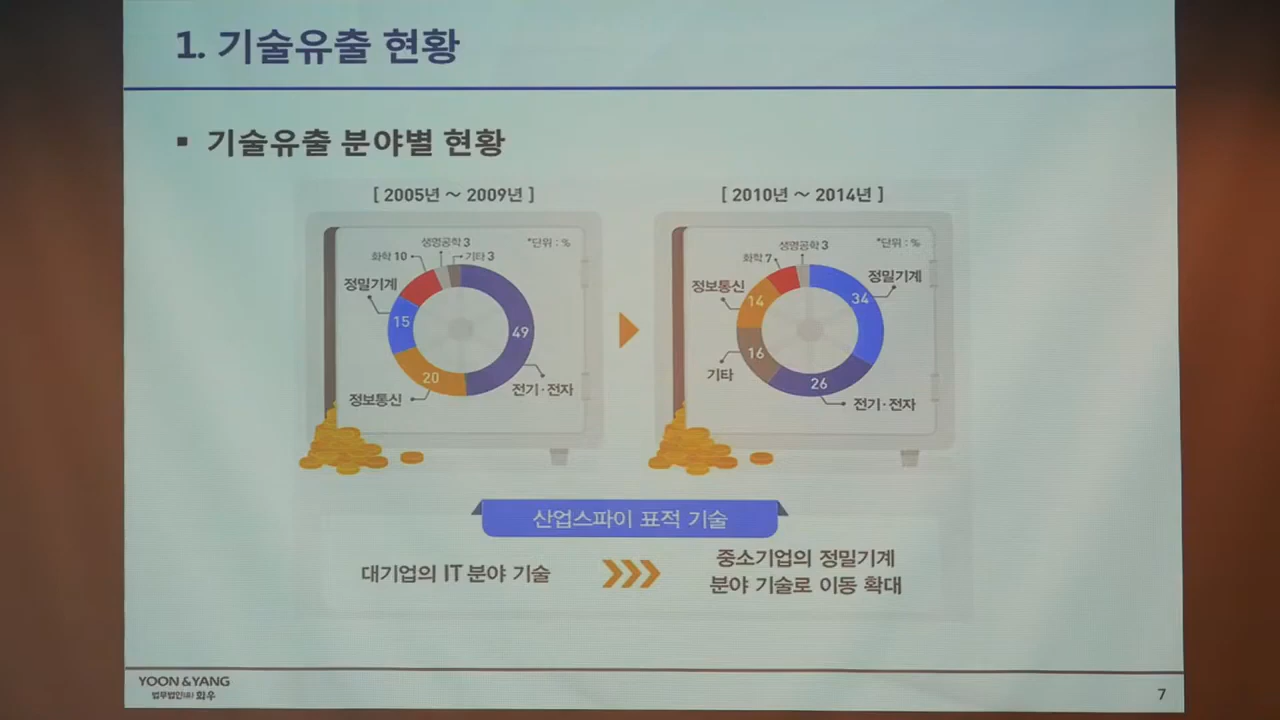 1. 기술유출 현황
▪ 기술유출 분야별 현황
[ 2005년 ~ 2009년 ]
*단위 : %
생명공학 3
화학 10
기타 3
정밀기계
15
49
20
정보통신
전기·전자
[ 2010년 ~ 2014년 ]
*단위 : %
생명공학 3
화학 7
정밀기계
정보통신
14
34
16
기타
26
전기·전자
산업스파이 표적 기술
대기업의 IT 분야 기술
중소기업의 정밀기계
분야 기술로 이동 확대
YOON & YANG
법무법인(유) 화우
7